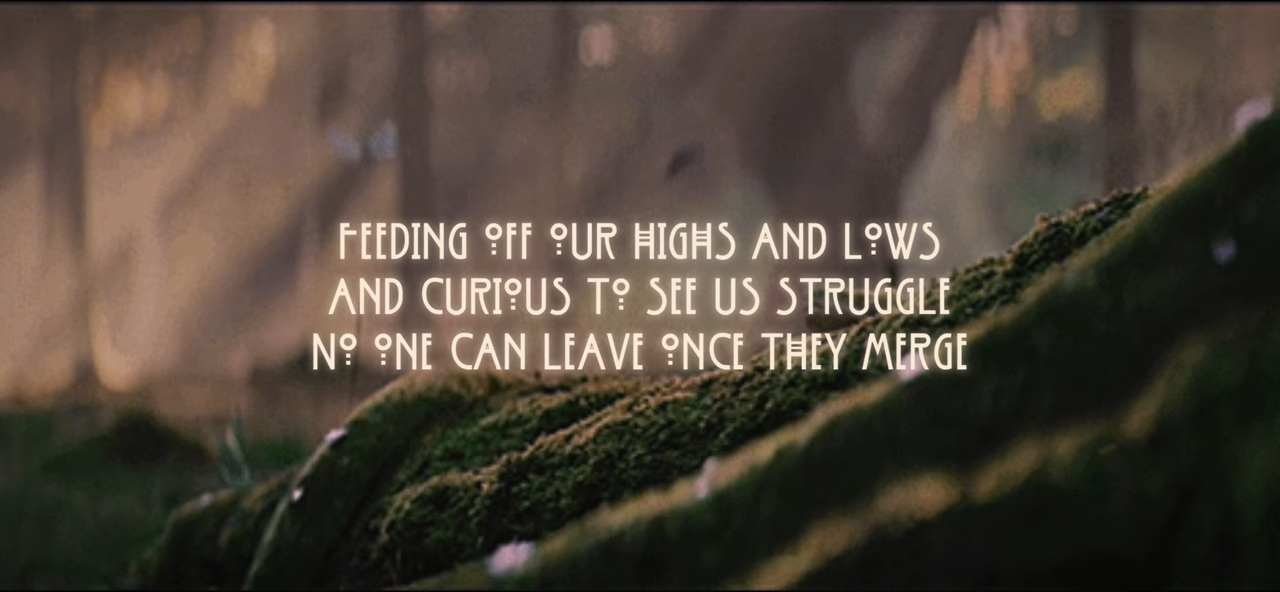 FEEDING OFF OUR HIGHS AND LOWS
AND CURIOUS TO SEE US STRUGGLE
NO ONE CAN LEAVE ONCE THEY MERGE